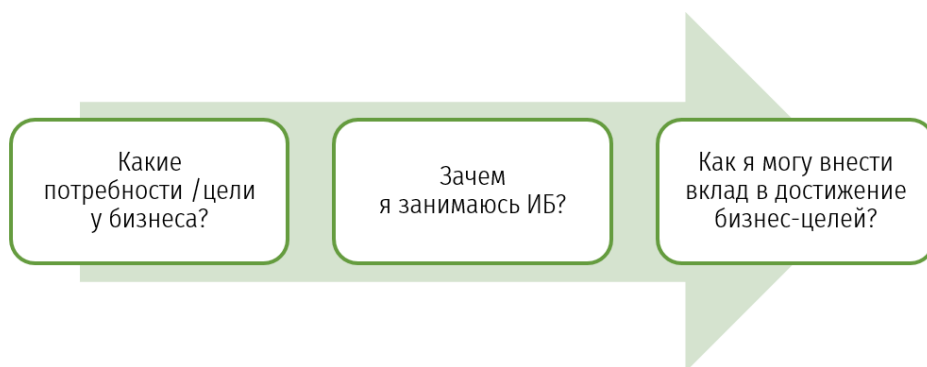 Какие
потребности /цели
у бизнеса?
Зачем
я занимаюсь ИБ?
Как я могу внести
вклад в достижение
бизнес-целей?